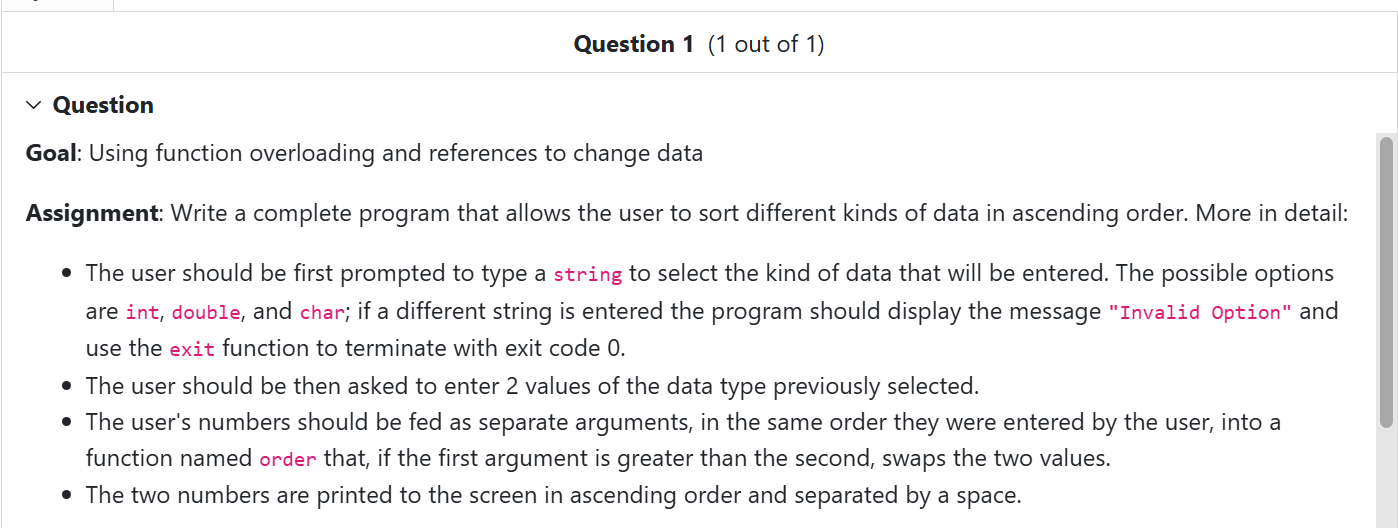 Question 1 (1 out of 1)
Question
Goal: Using function overloading and references to change data
Assignment: Write a complete program that allows the user to sort different kinds of data in ascending order. More in detail:
• The user should be first prompted to type a string to select the kind of data that will be entered. The possible options
are int, double, and char; if a different string is entered the program should display the message "Invalid Option" and
use the exit function to terminate with exit code 0.
• The user should be then asked to enter 2 values of the data type previously selected.
• The user's numbers should be fed as separate arguments, in the same order they were entered by the user, into a
function named order that, if the first argument is greater than the second, swaps the two values.
• The two numbers are printed to the screen in ascending order and separated by a space.